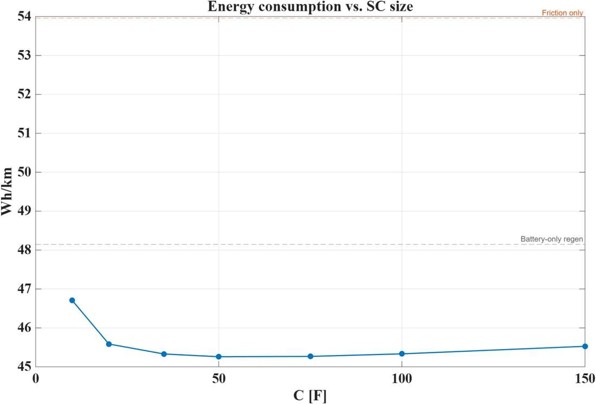 Energy consumption vs. SC size
Friction only
54
53
52
51
50
49
Battery-only regen
48
47
46
45
Wh/km
0 50 100 150
C [F]